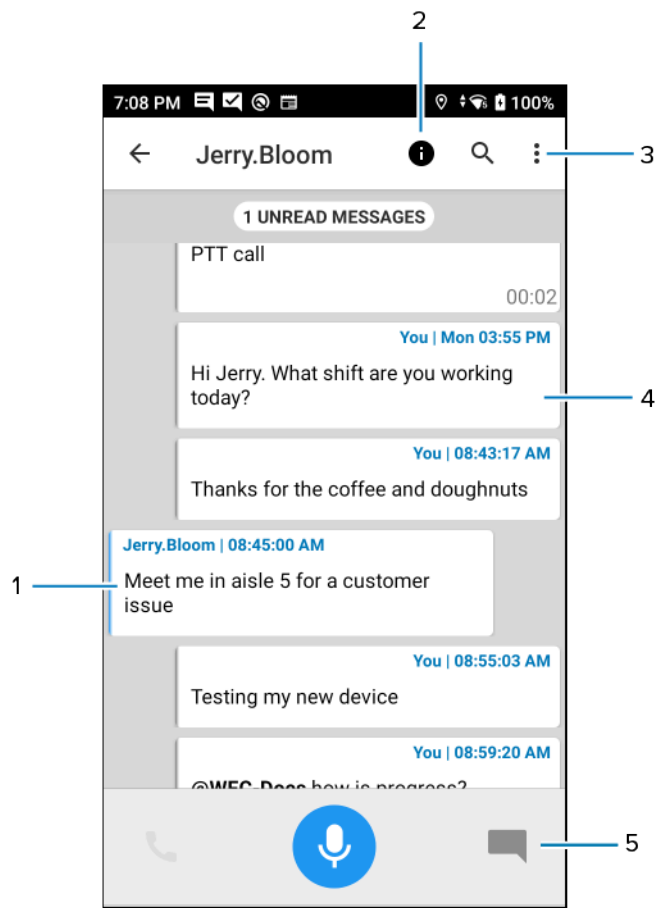 2
7:08 PM 100%
Jerry.Bloom
3
1 UNREAD MESSAGES
PTT call
00:02
You | Mon 03:55 PM
Hi Jerry. What shift are you working
today?
4
You | 08:43:17 AM
Thanks for the coffee and doughnuts
Jerry.Bloom | 08:45:00 AM
1
Meet me in aisle 5 for a customer
issue
You | 08:55:03 AM
Testing my new device
You | 08:59:20 AM
@WFC-Docs how is progress?
5